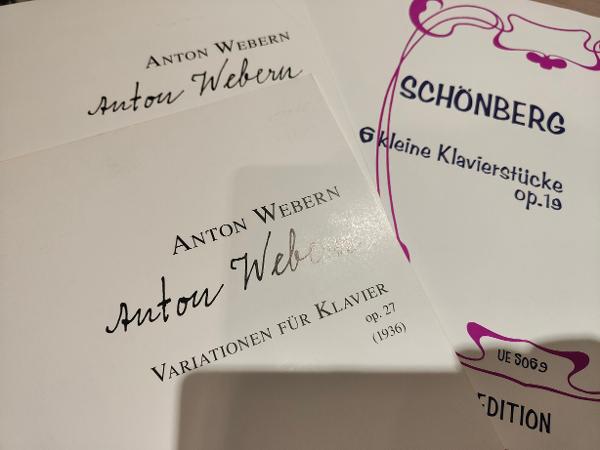 ANTON WEBERN
Anton Webern
SCHÖNBERG
6 kleine Klavierstücke
op.19
ANTON WEBERN
Anton Webern
VARIATIONEN FÜR KLAVIER
op. 27
(1936)
UE 5069
EDITION